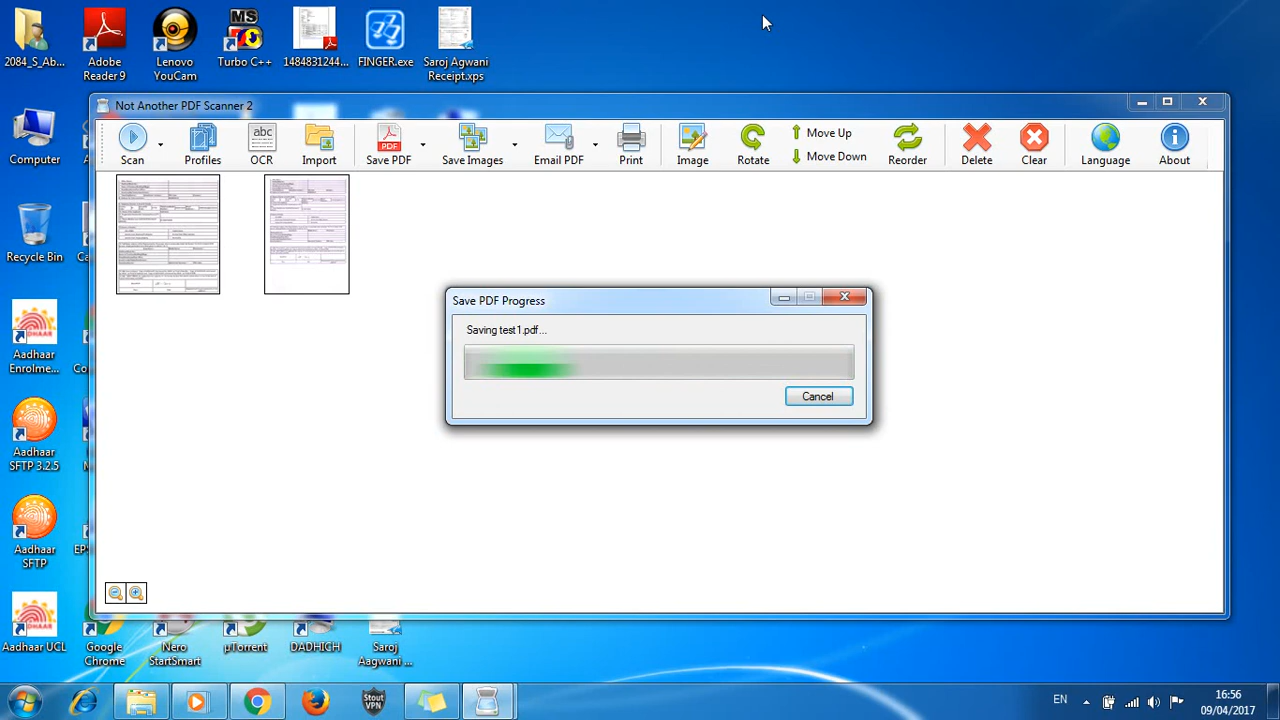 2084_S_Ab...
Adobe
Reader 9
Lenovo
YouCam
MS
Turbo C++
1484831244...
FINGER.exe
Saroj Agwani
Receipt.xps
Not Another PDF Scanner 2
Computer
Scan
Profiles
abc
OCR
Import
PDF
Save PDF
Save Images
Email PDF
Print
Image
Rotate
Move Up
Move Down
Reorder
Delete
Clear
Language
About
Recycle Bin
Save PDF Progress
Saving test1.pdf...
Cancel
AADHAAR
Aadhaar
Enrolme...
Aadhaar
SFTP 3.2.5
Aadhaar
SFTP
AADHAAR
Aadhaar UCL
Google
Chrome
Nero
StartSmart
µTorrent
DADHICH
Saroj
Aagwani ...
Stout
VPN
EN
16:56
09/04/2017